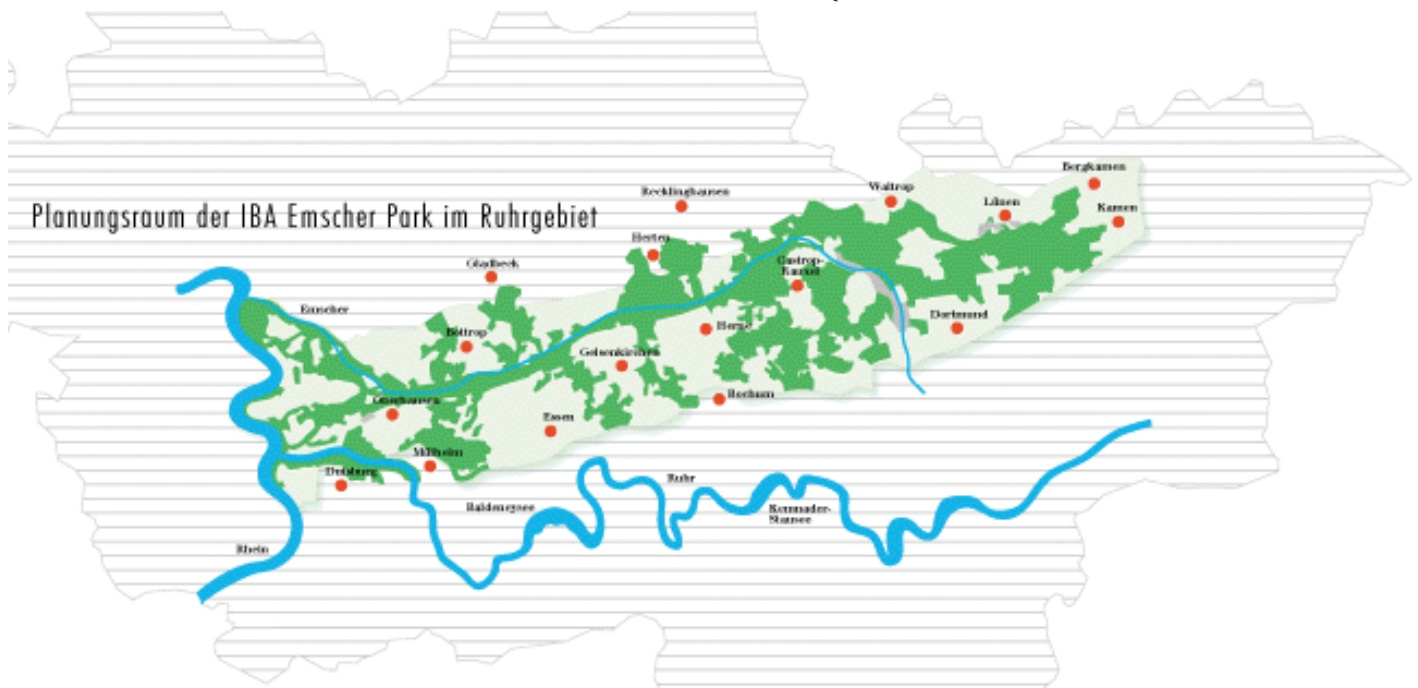 Bergkamen
Waltrop
Recklinghausen
Lünen
Kamen
Planungsraum der IBA Emscher Park im Ruhrgebiet
Herten
Gladbeck
Castrop-
Rauxel
Emscher
Dortmund
Bottrop
Herne
Gelsenkirchen
Oberhausen
Bochum
Essen
Mülheim
Duisburg
Ruhr
Baldeneysee
Kemnader-
Stausee
Rhein